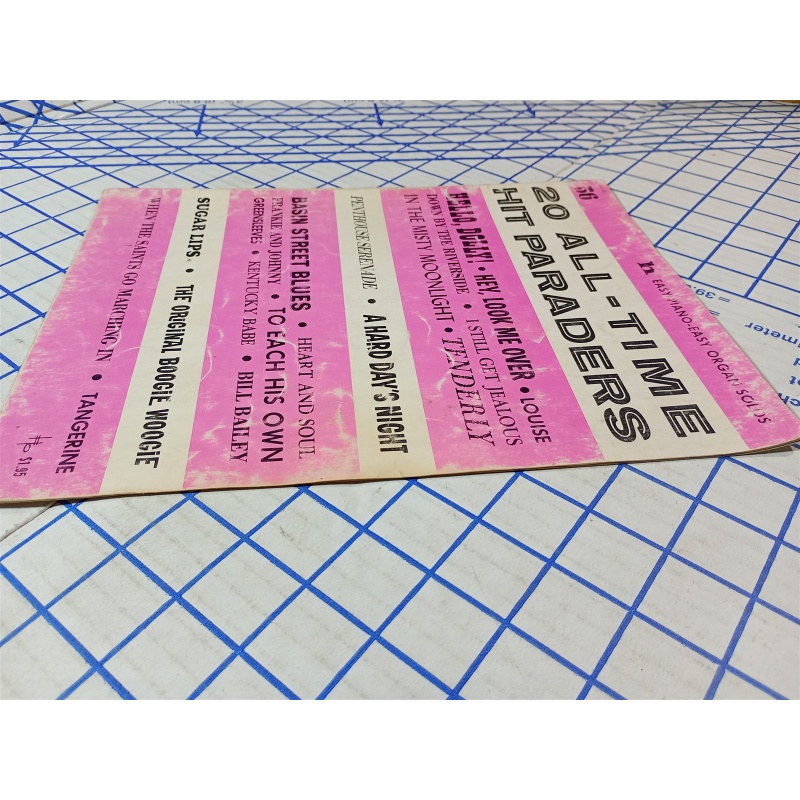 56
EASY PIANO-EASY ORGAN SOLOS
20 ALL-TIME
HIT PARADERS
HELLO, DOLLY! • HEY, LOOK ME OVER • LOUISE
DOWN BY THE RIVERSIDE • I STILL GET JEALOUS
IN THE MISTY MOONLIGHT • TENDERLY
PENTHOUSE SERENADE • A HARD DAY'S NIGHT
BASIN STREET BLUES • HEART AND SOUL
FRANKIE AND JOHNNY • TO EACH HIS OWN
GREENSLEEVES • KENTUCKY BABE • BILL BAILEY
SUGAR LIPS • THE ORIGINAL BOOGIE WOOGIE
WHEN THE SAINTS GO MARCHING IN • TANGERINE
$1.95